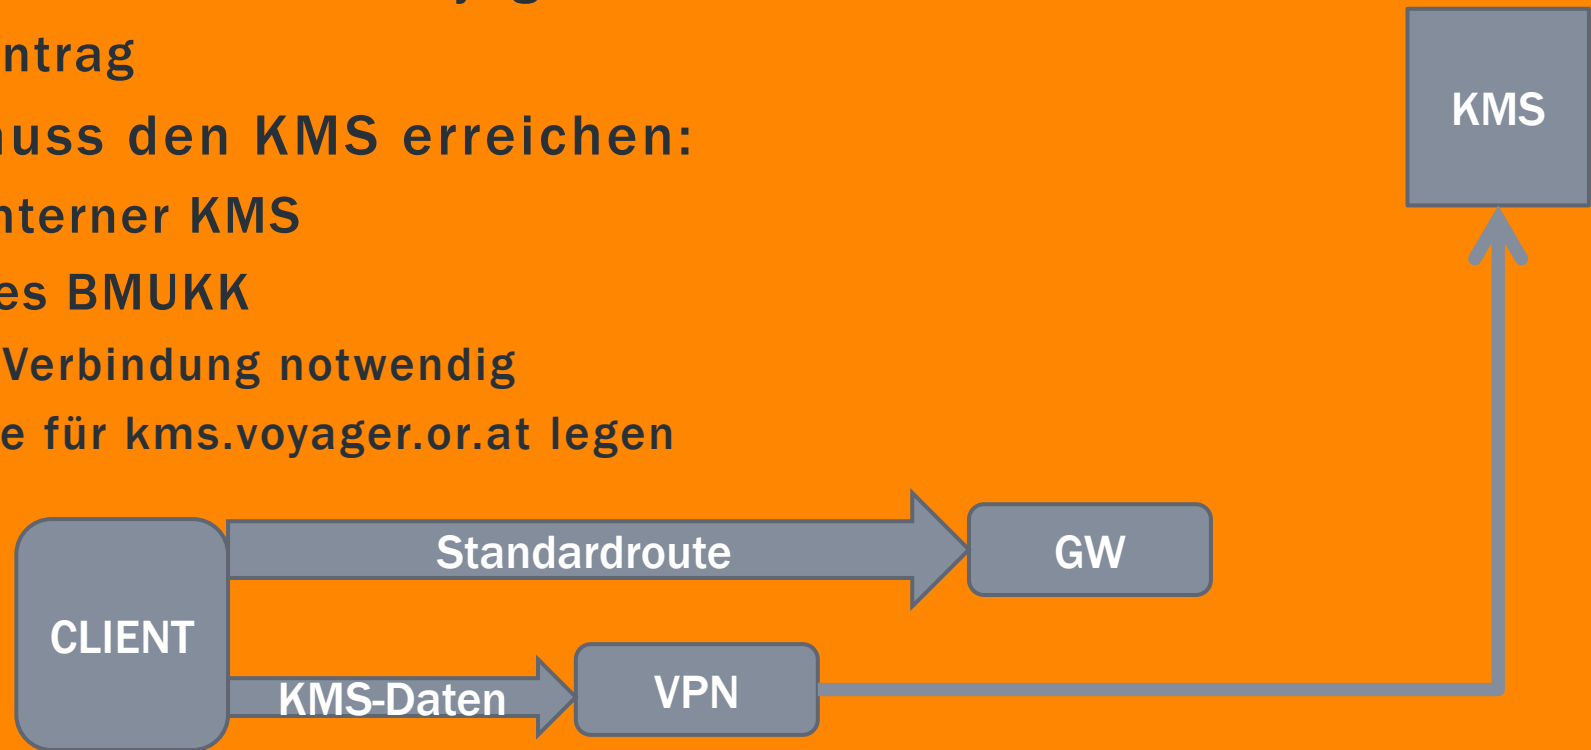 ntrag
uss den KMS erreichen:
nterner KMS
es BMUKK
Verbindung notwendig
e für kms.voyager.or.at legen
KMS
Standardroute
GW
CLIENT
KMS-Daten
VPN